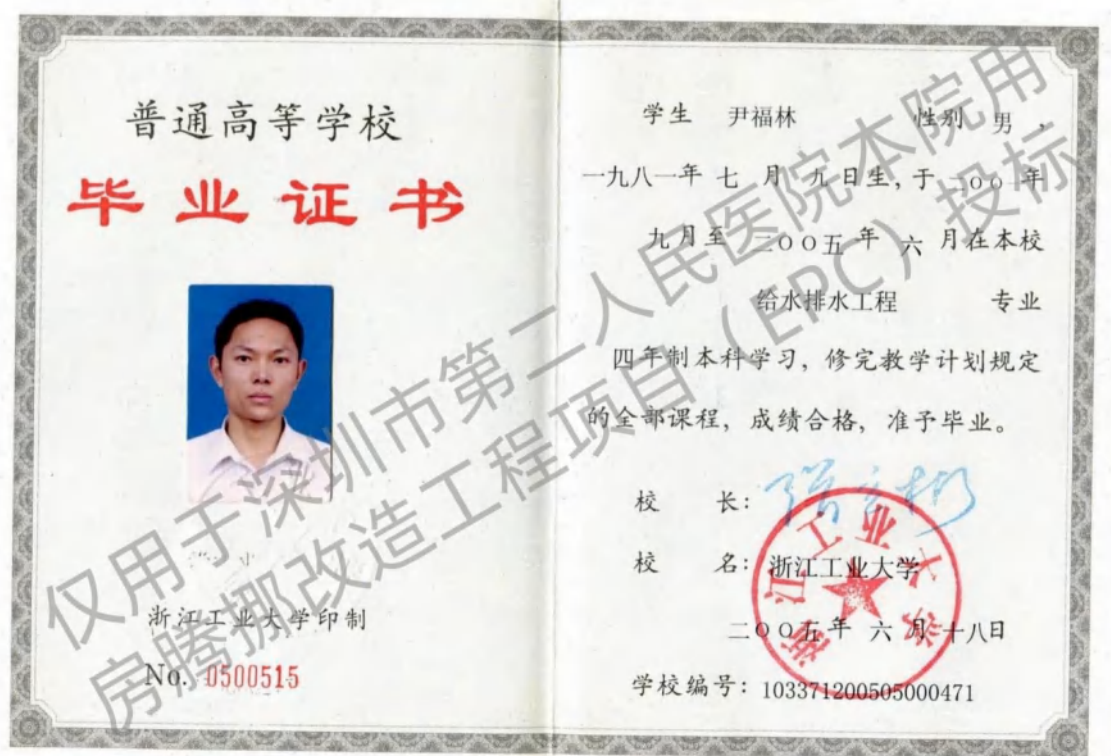 普通高等学校
毕业证书
浙江工业大学印制
No. 0500515
学生 尹福林 性别 男,
一九八一年 七 月 九 日生, 于 二〇〇一年
九月至 二〇〇五 年 六 月在本校
给水排水工程 专业
四年制本科学习, 修完教学计划规定
的全部课程, 成绩合格, 准予毕业。
校 长:
校 名: 浙江工业大学
二〇〇五年 六 月 十八日
学校编号: 103371200505000471
浙江工业大学
仅用于深圳市第二人民医院本院用
房腾挪改造工程项目(EPC)投标